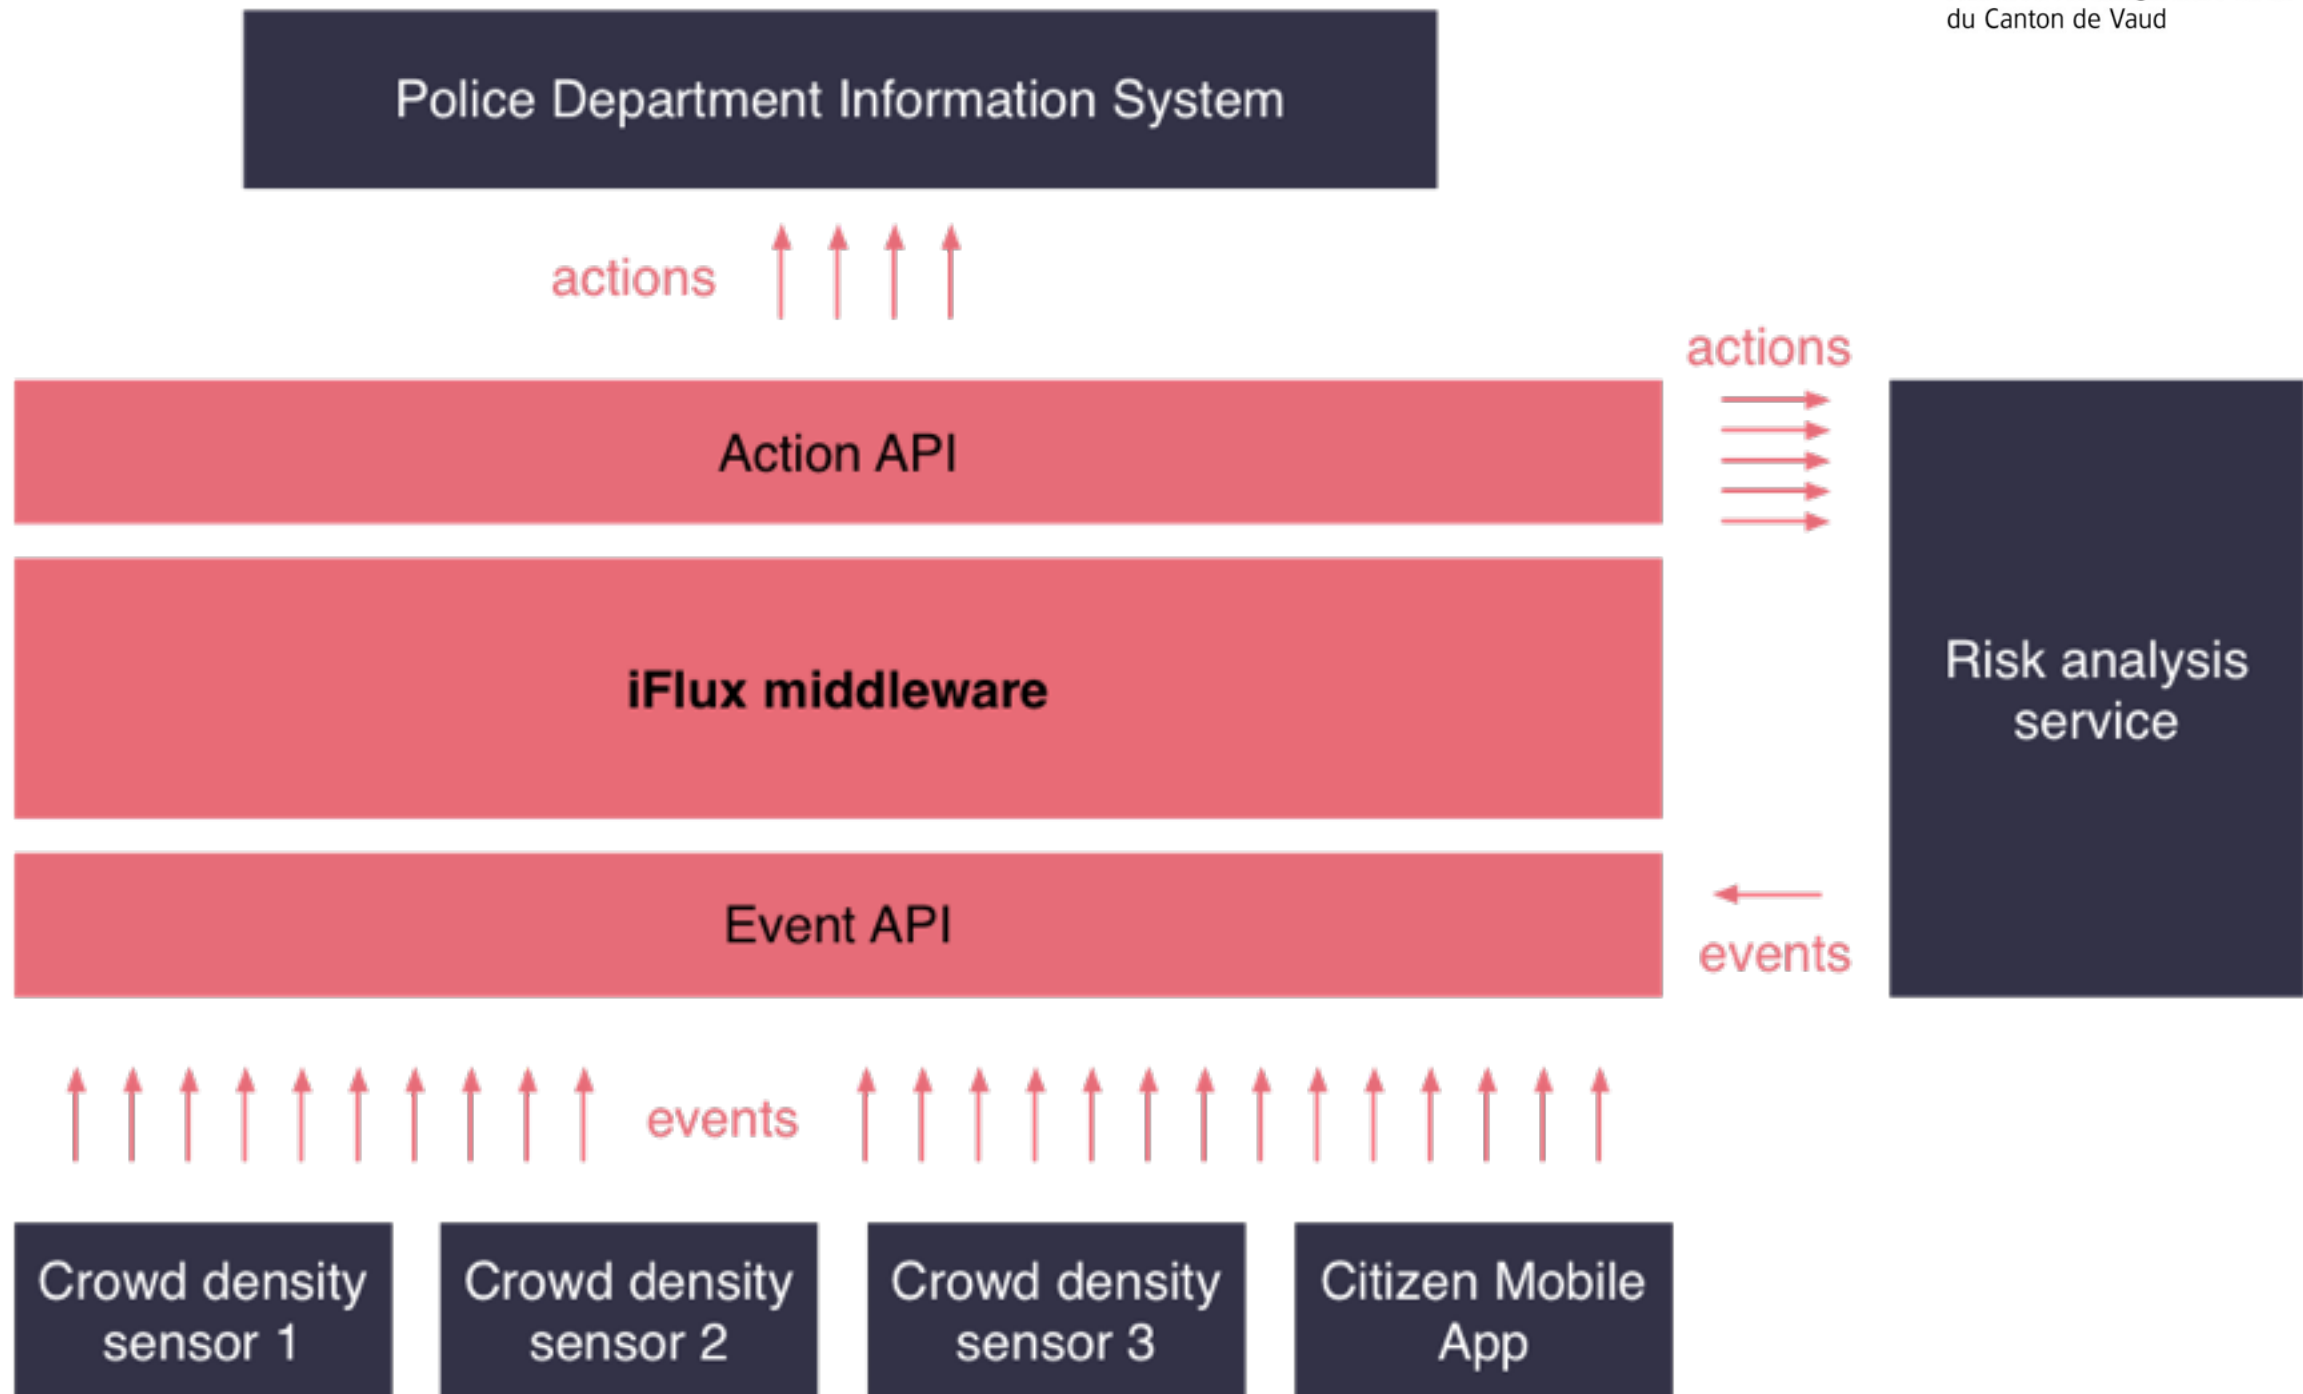 du Canton de Vaud
Police Department Information System
actions
actions
Action API
iFlux middleware
Risk analysis
service
Event API
events
events
Crowd density
sensor 1
Crowd density
sensor 2
Crowd density
sensor 3
Citizen Mobile
App